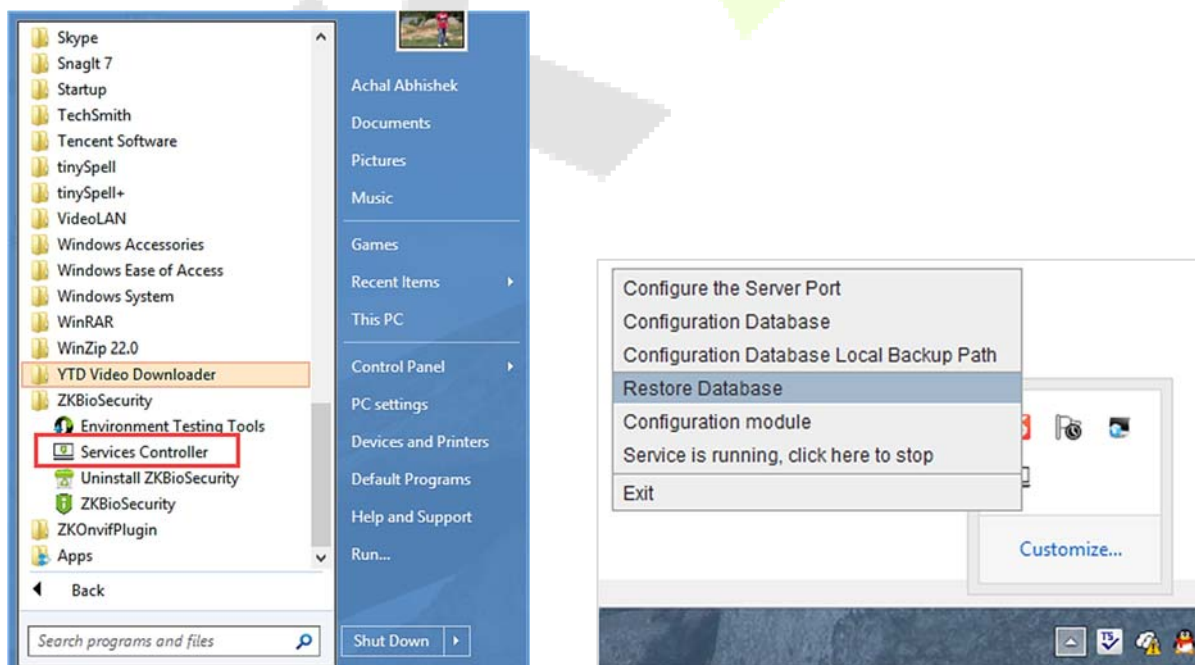 Skype
SnagIt 7
Startup
TechSmith
Tencent Software
tinySpell
tinySpell+
VideoLAN
Windows Accessories
Windows Ease of Access
Windows System
WinRAR
WinZip 22.0
YTD Video Downloader
ZKBioSecurity
Environment Testing Tools
Services Controller
Uninstall ZKBioSecurity
ZKBioSecurity
ZKOnvifPlugin
Apps
Back
Search programs and files
Achal Abhishek
Documents
Pictures
Music
Games
Recent Items
This PC
Control Panel
PC settings
Devices and Printers
Default Programs
Help and Support
Run...
Shut Down
Configure the Server Port
Configuration Database
Configuration Database Local Backup Path
Restore Database
Configuration module
Service is running, click here to stop
Exit
Customize...
TS